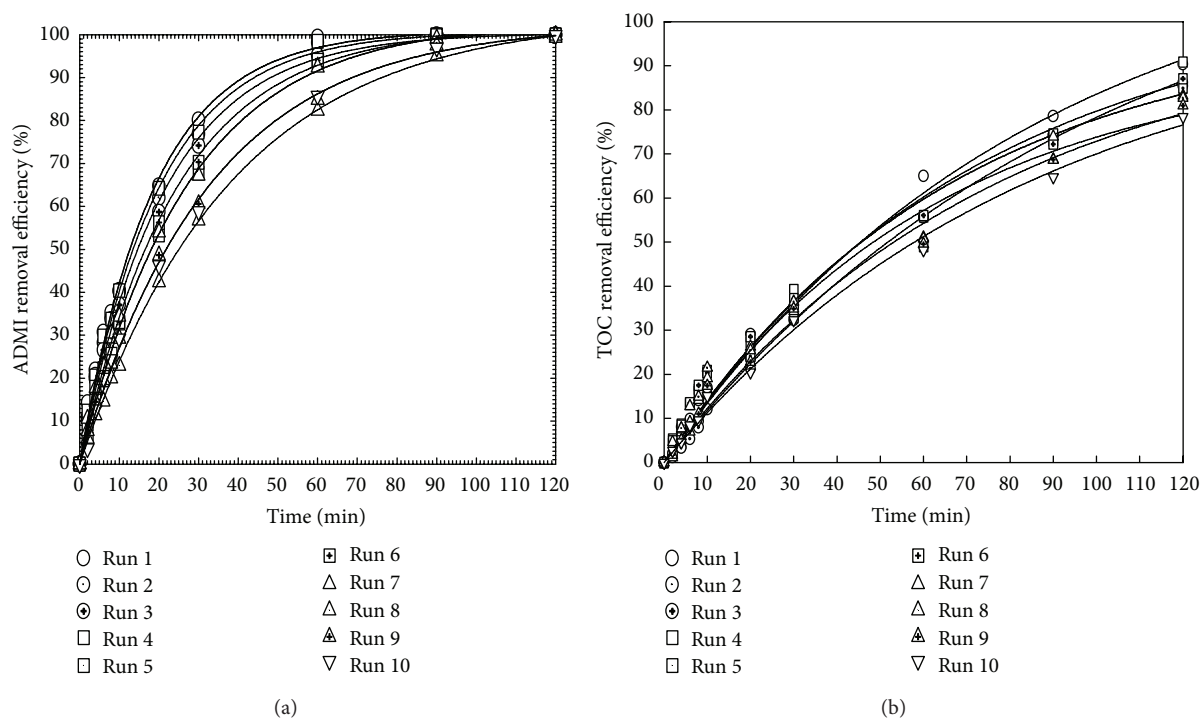 100
90
80
70
60
50
40
30
20
10
0
ADMI removal efficiency (%)
0 10 20 30 40 50 60 70 80 90 100 110 120
Time (min)
Run 1
Run 2
Run 3
Run 4
Run 5
Run 6
Run 7
Run 8
Run 9
Run 10
(a)
100
90
80
70
60
50
40
30
20
10
0
TOC removal efficiency (%)
0 10 20 30 40 50 60 70 80 90 100 110 120
Time (min)
Run 1
Run 2
Run 3
Run 4
Run 5
Run 6
Run 7
Run 8
Run 9
Run 10
(b)